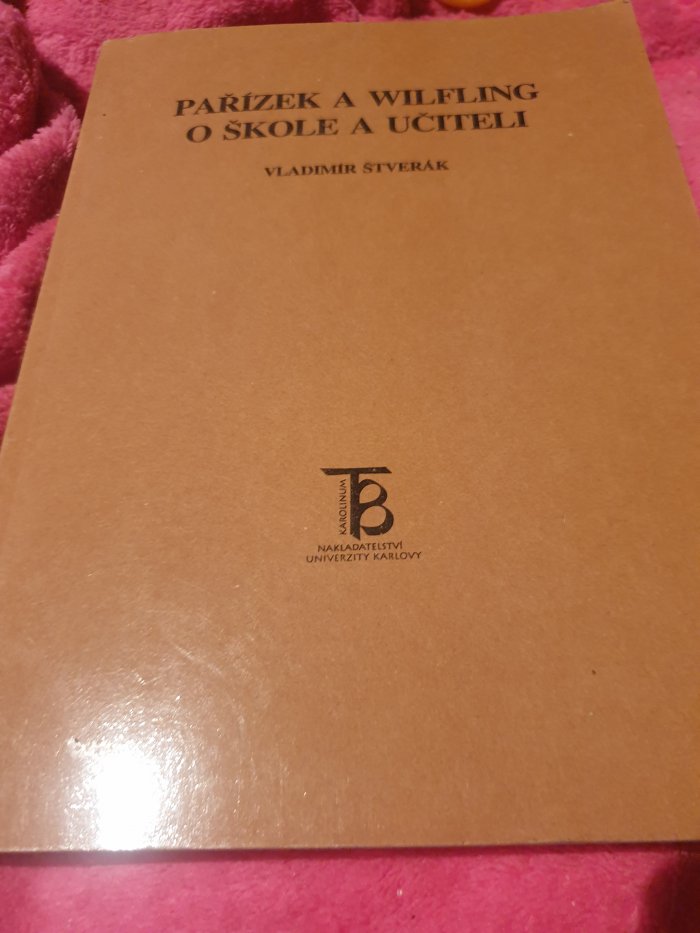 PAŘÍZEK A WILFLING
O ŠKOLE A UČITELI
VLADIMÍR ŠTVERÁK
KAROLINUM
NAKLADATELSTVÍ
UNIVERZITY KARLOVY